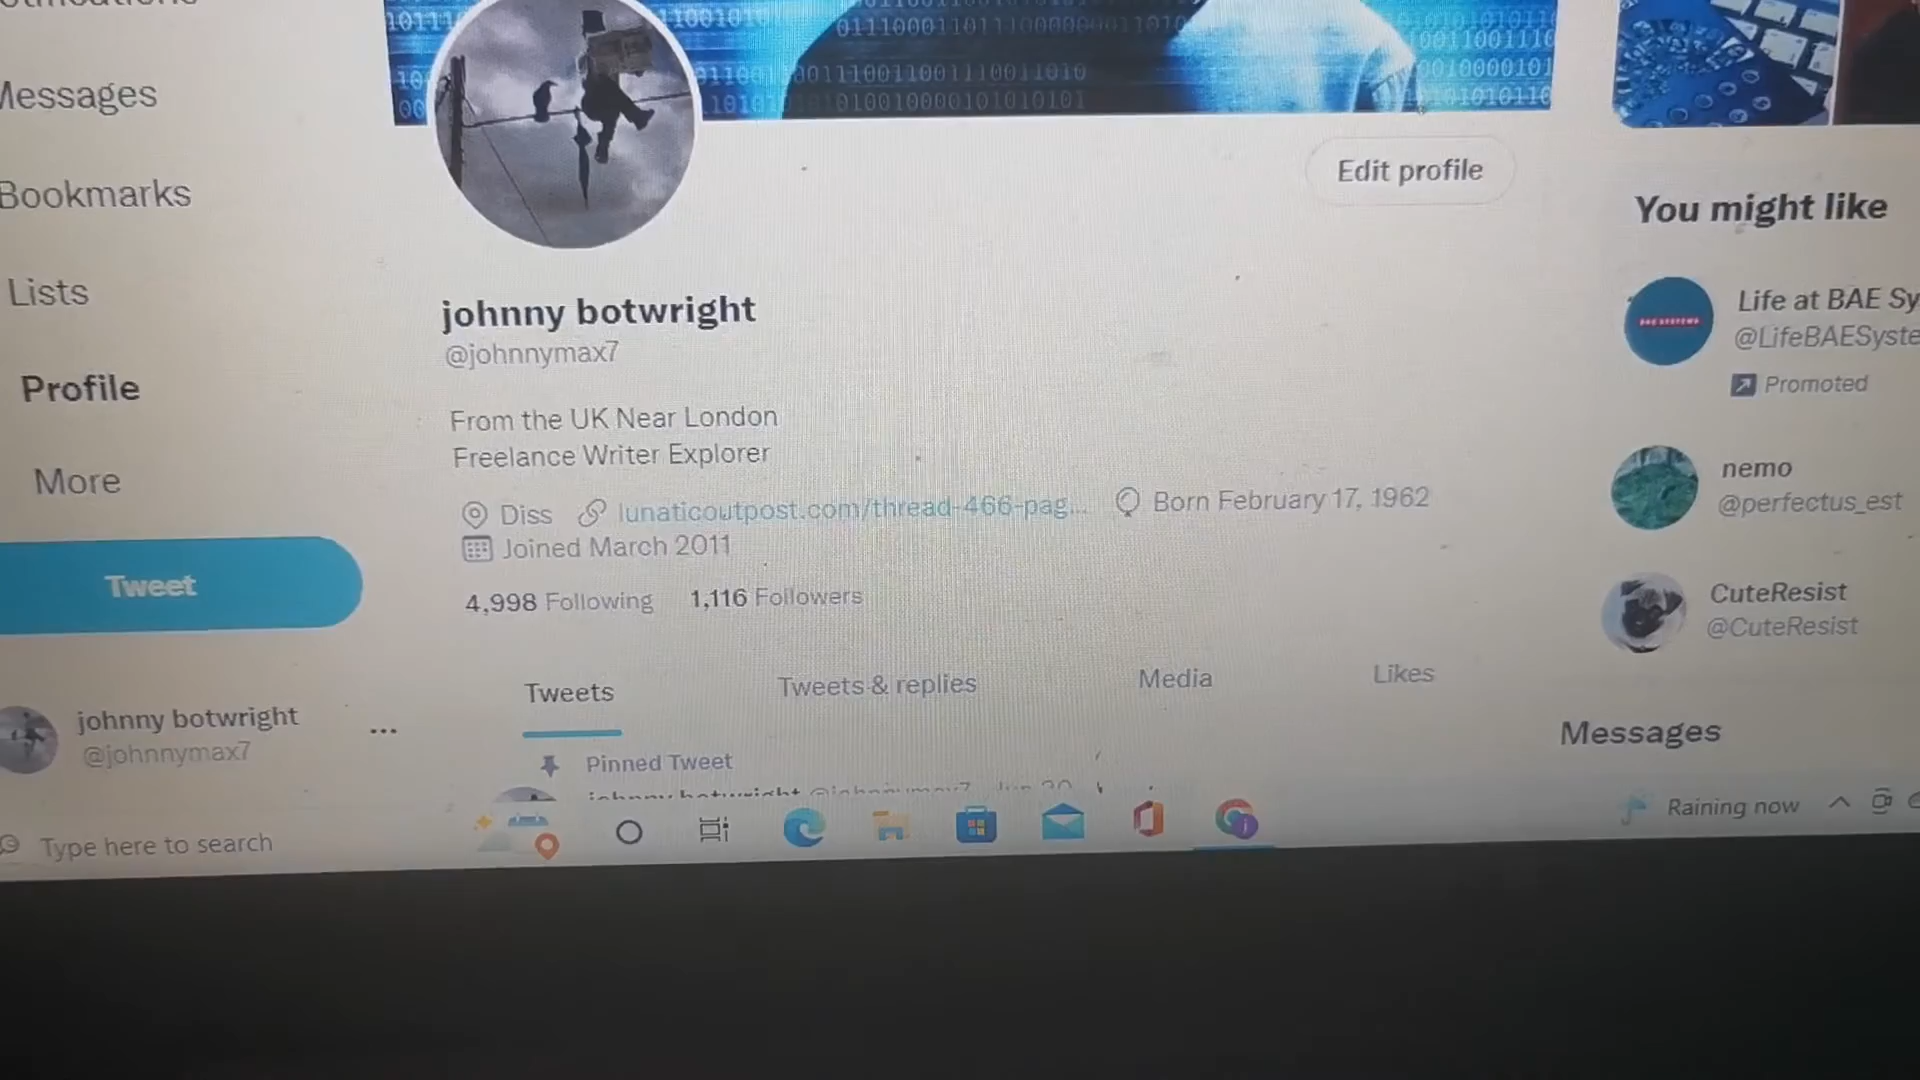 Messages
Bookmarks
Lists
Profile
More
Tweet
johnny botwright
@johnnymax7
Edit profile
johnny botwright
@johnnymax7
From the UK Near London
Freelance Writer Explorer
Diss lunaticoutpost.com/thread-466-pag... Born February 17, 1962
Joined March 2011
4,998 Following 1,116 Followers
Tweets Tweets & replies Media Likes
Pinned Tweet
You might like
Life at BAE Sy
@LifeBAESyste
Promoted
nemo
@perfectus_est
CuteResist
@CuteResist
Messages
Type here to search
Raining now